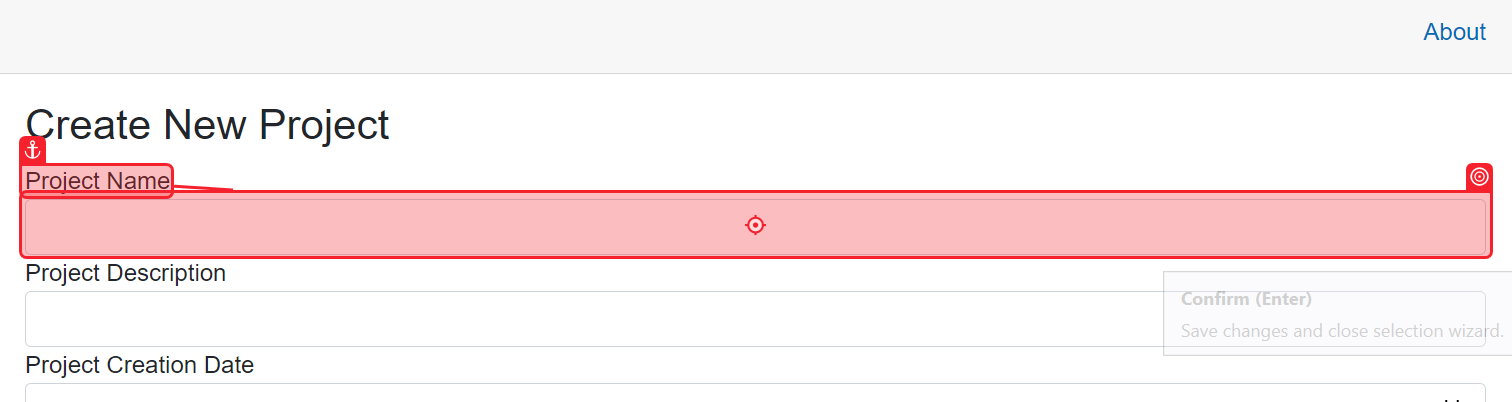 About
Create New Project
Project Name
Project Description
Confirm (Enter)
Save changes and close selection wizard.
Project Creation Date